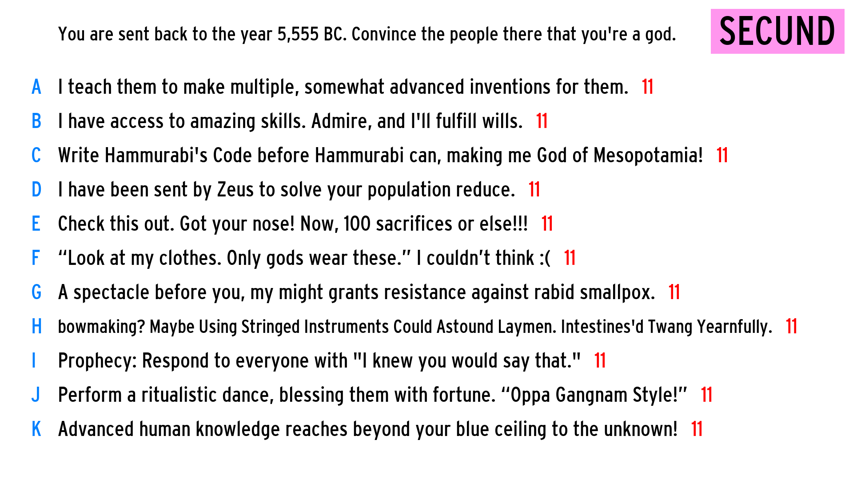 You are sent back to the year 5,555 BC. Convince the people there that you're a god.
SECUND
A I teach them to make multiple, somewhat advanced inventions for them. 11
B I have access to amazing skills. Admire, and I'll fulfill wills. 11
C Write Hammurabi's Code before Hammurabi can, making me God of Mesopotamia! 11
D I have been sent by Zeus to solve your population reduce. 11
E Check this out. Got your nose! Now, 100 sacrifices or else!!! 11
F “Look at my clothes. Only gods wear these.” I couldn’t think :( 11
G A spectacle before you, my might grants resistance against rabid smallpox. 11
H bowmaking? Maybe Using Stringed Instruments Could Astound Laymen. Intestines'd Twang Yearnfully. 11
I Prophecy: Respond to everyone with "I knew you would say that." 11
J Perform a ritualistic dance, blessing them with fortune. “Oppa Gangnam Style!” 11
K Advanced human knowledge reaches beyond your blue ceiling to the unknown! 11